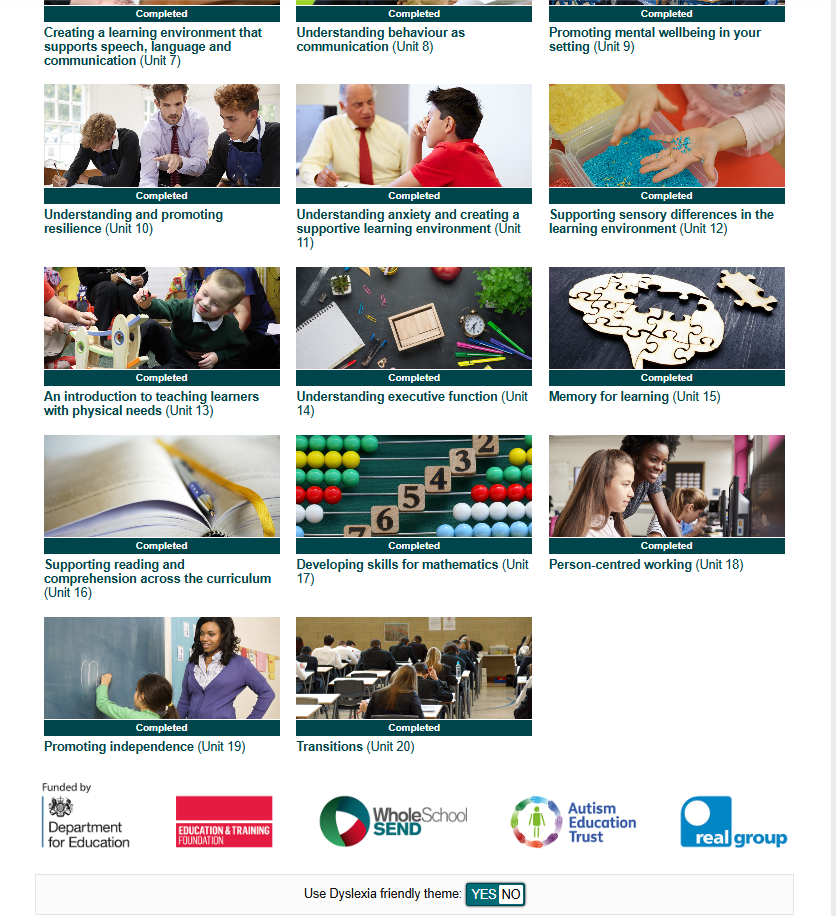 Completed
Completed
Completed
Creating a learning environment that
supports speech, language and
communication (Unit 7)
Understanding behaviour as
communication (Unit 8)
Promoting mental wellbeing in your
setting (Unit 9)
Completed
Completed
Completed
Understanding and promoting
resilience (Unit 10)
Understanding anxiety and creating a
supportive learning environment (Unit
11)
Supporting sensory differences in the
learning environment (Unit 12)
Completed
Completed
Completed
An introduction to teaching learners
with physical needs (Unit 13)
Understanding executive function (Unit
14)
Memory for learning (Unit 15)
2
3
4
5
6
7
Completed
Completed
Completed
Supporting reading and
comprehension across the curriculum
(Unit 16)
Developing skills for mathematics (Unit
17)
Person-centred working (Unit 18)
Completed
Completed
Promoting independence (Unit 19)
Transitions (Unit 20)
Funded by
Department
for Education
EDUCATION & TRAINING
FOUNDATION
WholeSchool
SEND
Autism
Education
Trust
real group
Use Dyslexia friendly theme: YES NO